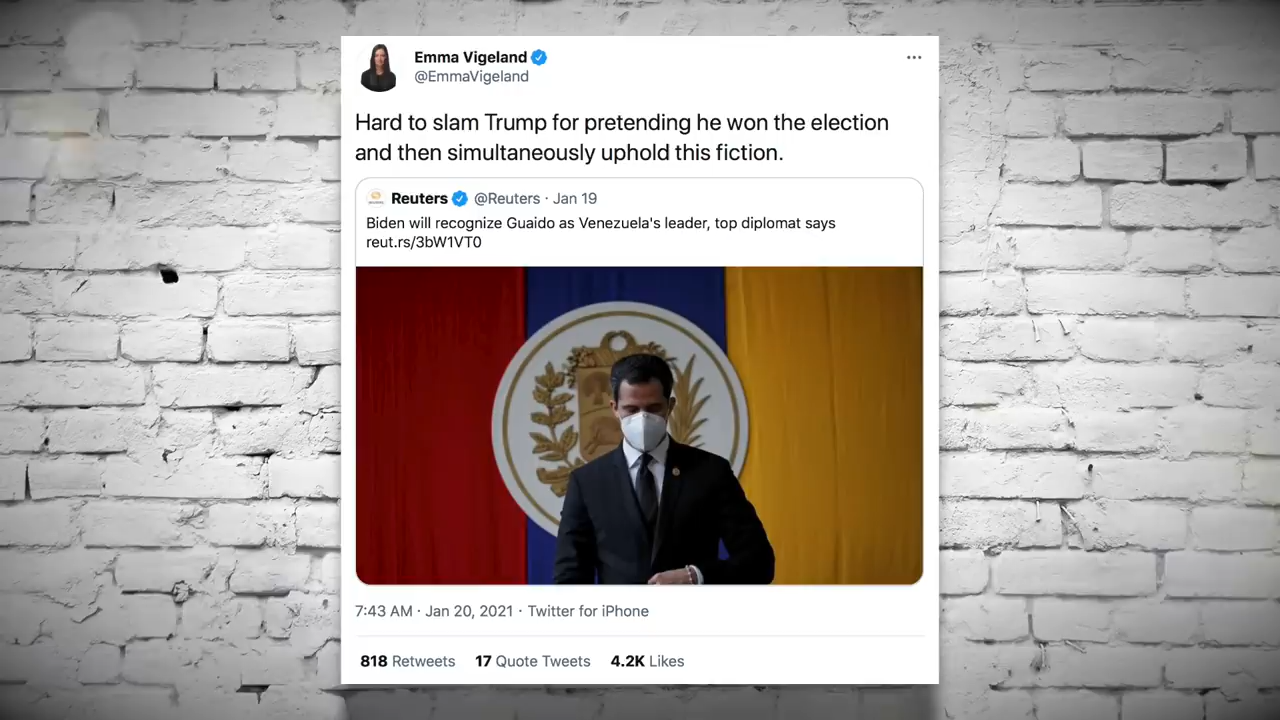 Emma Vigeland
@EmmaVigeland
Hard to slam Trump for pretending he won the election
and then simultaneously uphold this fiction.
Reuters @Reuters · Jan 19
Biden will recognize Guaido as Venezuela's leader, top diplomat says
reut.rs/3bW1VT0
7:43 AM · Jan 20, 2021 · Twitter for iPhone
818 Retweets 17 Quote Tweets 4.2K Likes